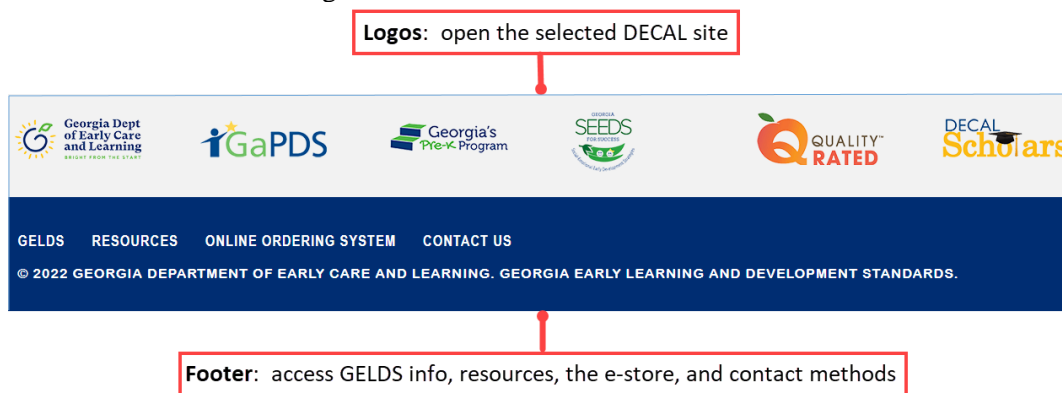 Logos: open the selected DECAL site
Georgia Dept
of Early Care
and Learning
BRIGHT FROM THE START
GaPDS
Georgia's
Pre-K Program
GEORGIA
SEEDS
FOR SUCCESS
QUALITY™
RATED
DECAL
Scholars
GELDS RESOURCES ONLINE ORDERING SYSTEM CONTACT US
© 2022 GEORGIA DEPARTMENT OF EARLY CARE AND LEARNING. GEORGIA EARLY LEARNING AND DEVELOPMENT STANDARDS.
Footer: access GELDS info, resources, the e-store, and contact methods